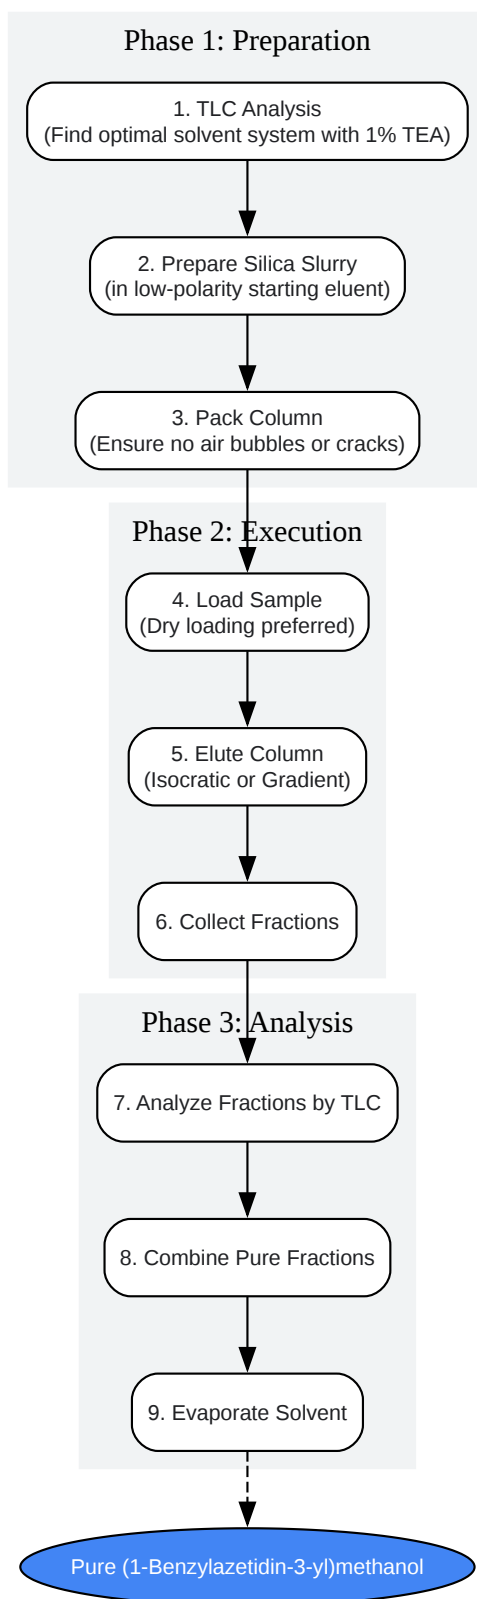 Phase 1: Preparation
1. TLC Analysis
(Find optimal solvent system with 1% TEA)
2. Prepare Silica Slurry
(in low-polarity starting eluent)
3. Pack Column
(Ensure no air bubbles or cracks)
Phase 2: Execution
4. Load Sample
(Dry loading preferred)
5. Elute Column
(Isocratic or Gradient)
6. Collect Fractions
Phase 3: Analysis
7. Analyze Fractions by TLC
8. Combine Pure Fractions
9. Evaporate Solvent
Pure (1-Benzylazetidin-3-yl)methanol